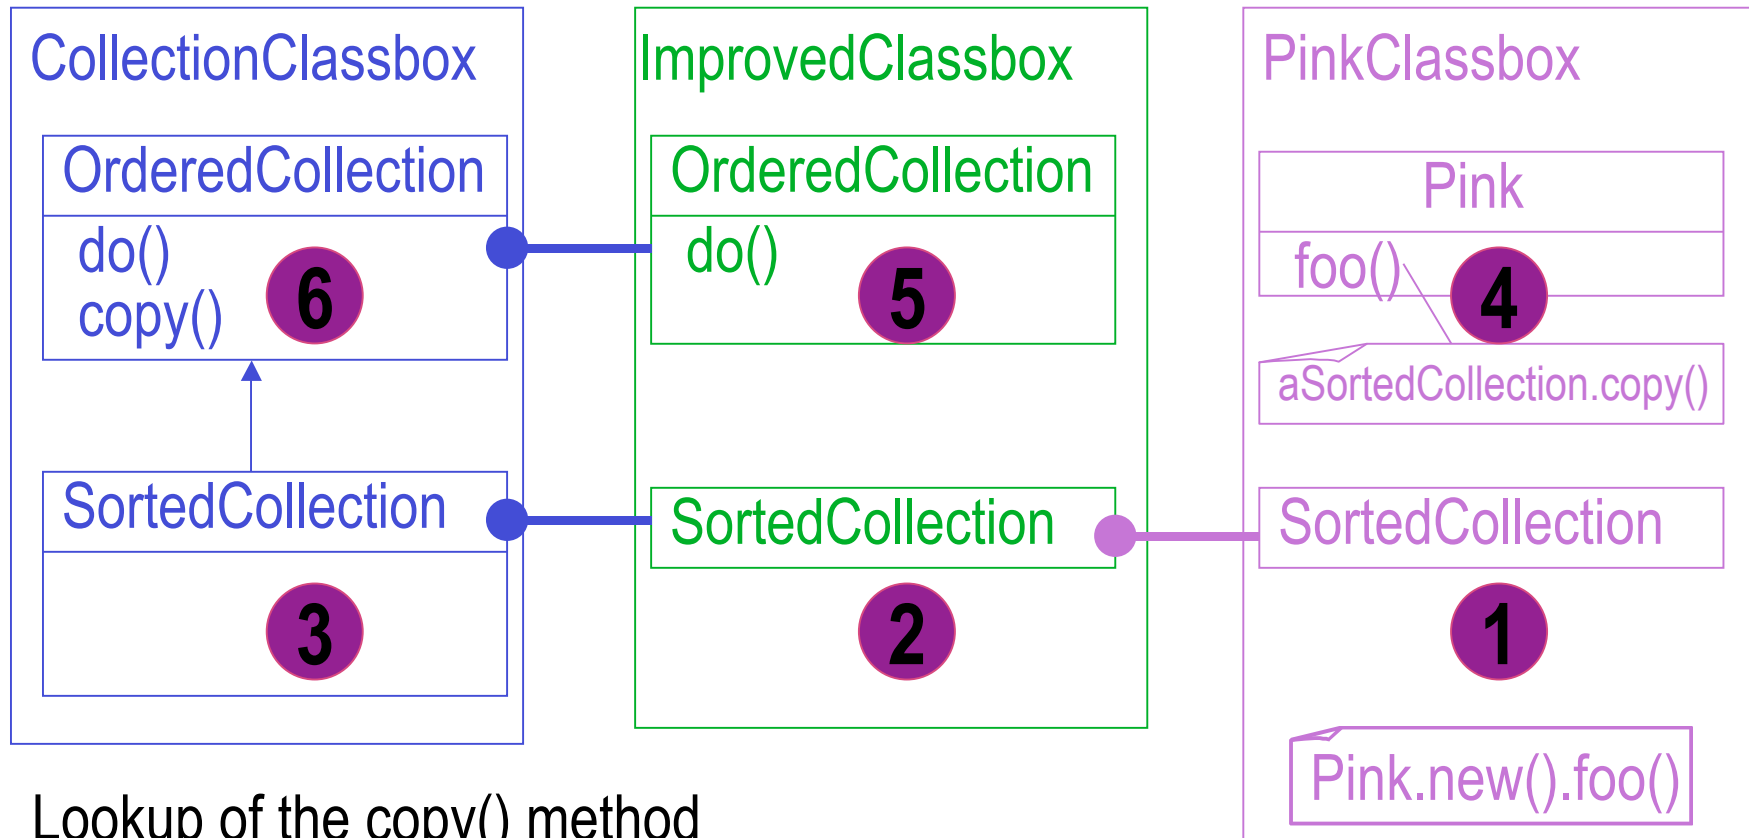 CollectionClassbox
OrderedCollection
do()
copy()
6
SortedCollection
3
ImprovedClassbox
OrderedCollection
do()
5
SortedCollection
2
PinkClassbox
Pink
foo()
4
aSortedCollection.copy()
SortedCollection
1
Pink.new().foo()
Lookup of the copy() method